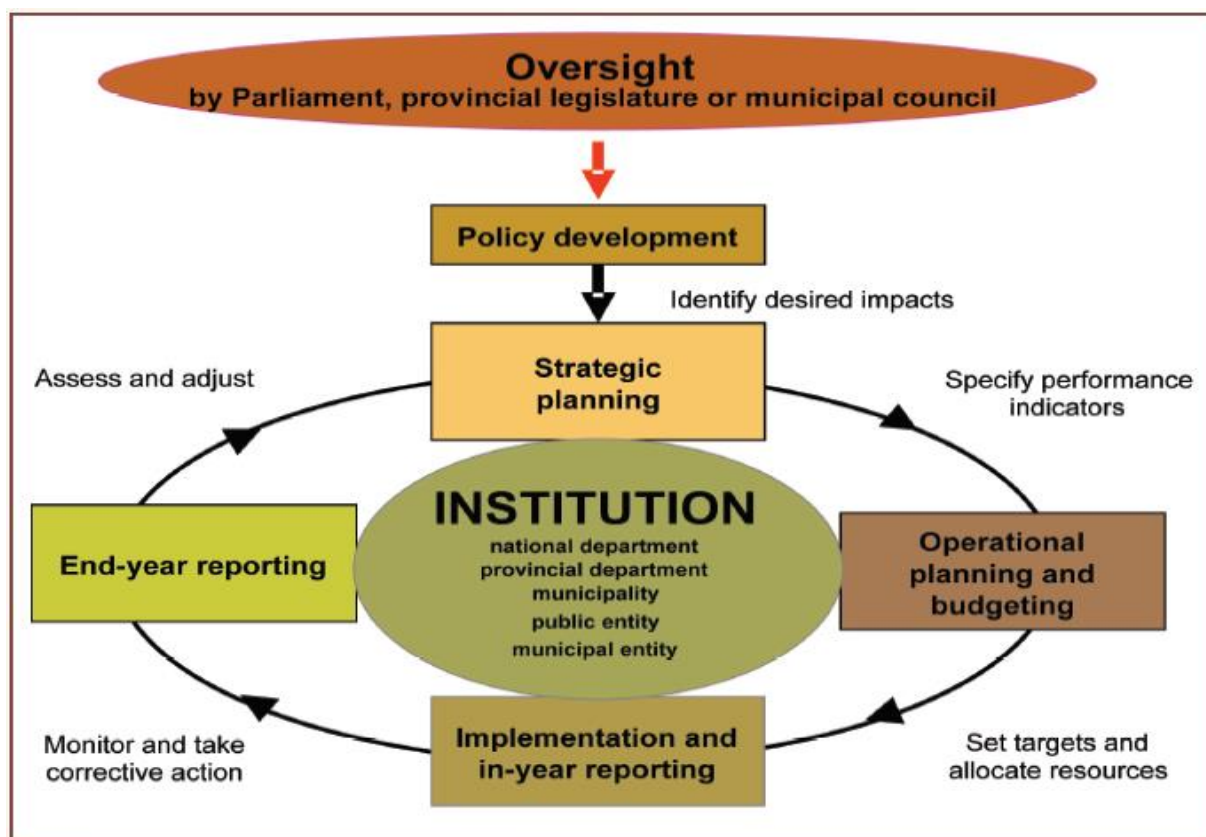 Oversight
by Parliament, provincial legislature or municipal council
Policy development
Identify desired impacts
Strategic
planning
Assess and adjust
Specify performance
indicators
INSTITUTION
national department
provincial department
municipality
public entity
municipal entity
End-year reporting
Operational
planning and
budgeting
Implementation and
in-year reporting
Monitor and take
corrective action
Set targets and
allocate resources